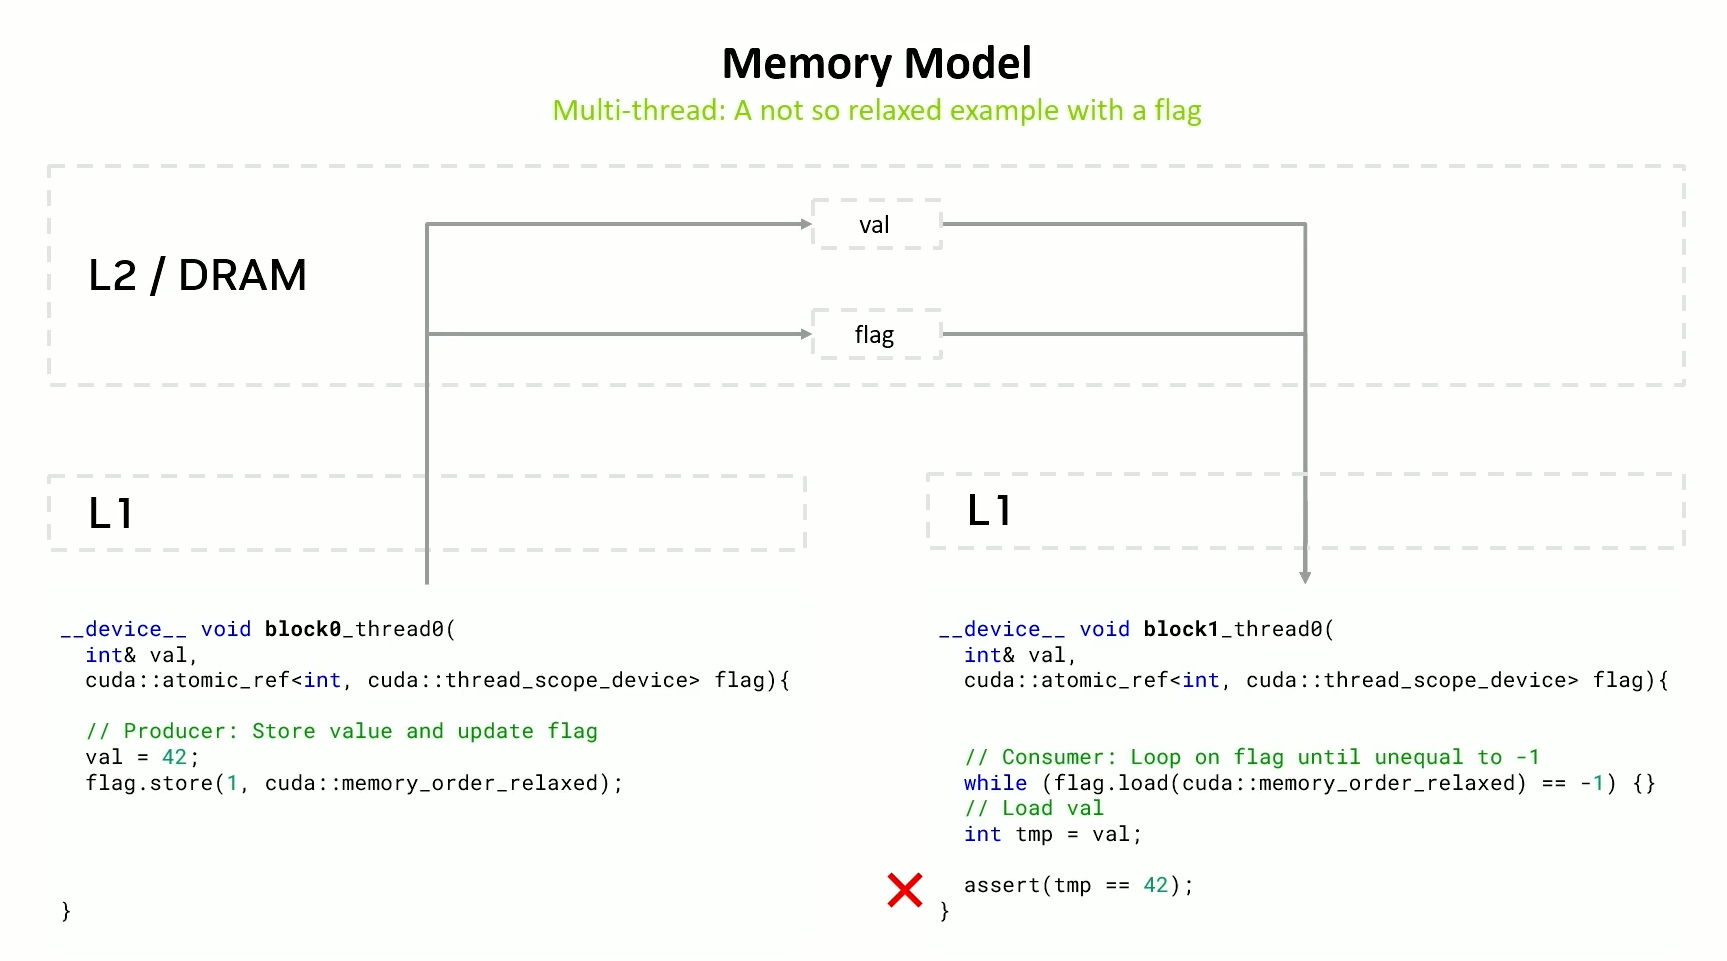 Memory Model
Multi-thread: A not so relaxed example with a flag
val
L2 / DRAM
flag
L1
L1
__device__ void block0_thread0(
int& val,
cuda::atomic_ref<int, cuda::thread_scope_device> flag){
// Producer: Store value and update flag
val = 42;
flag.store(1, cuda::memory_order_relaxed);
}
__device__ void block1_thread0(
int& val,
cuda::atomic_ref<int, cuda::thread_scope_device> flag){
// Consumer: Loop on flag until unequal to -1
while (flag.load(cuda::memory_order_relaxed) == -1) {}
// Load val
int tmp = val;
assert(tmp == 42);
}